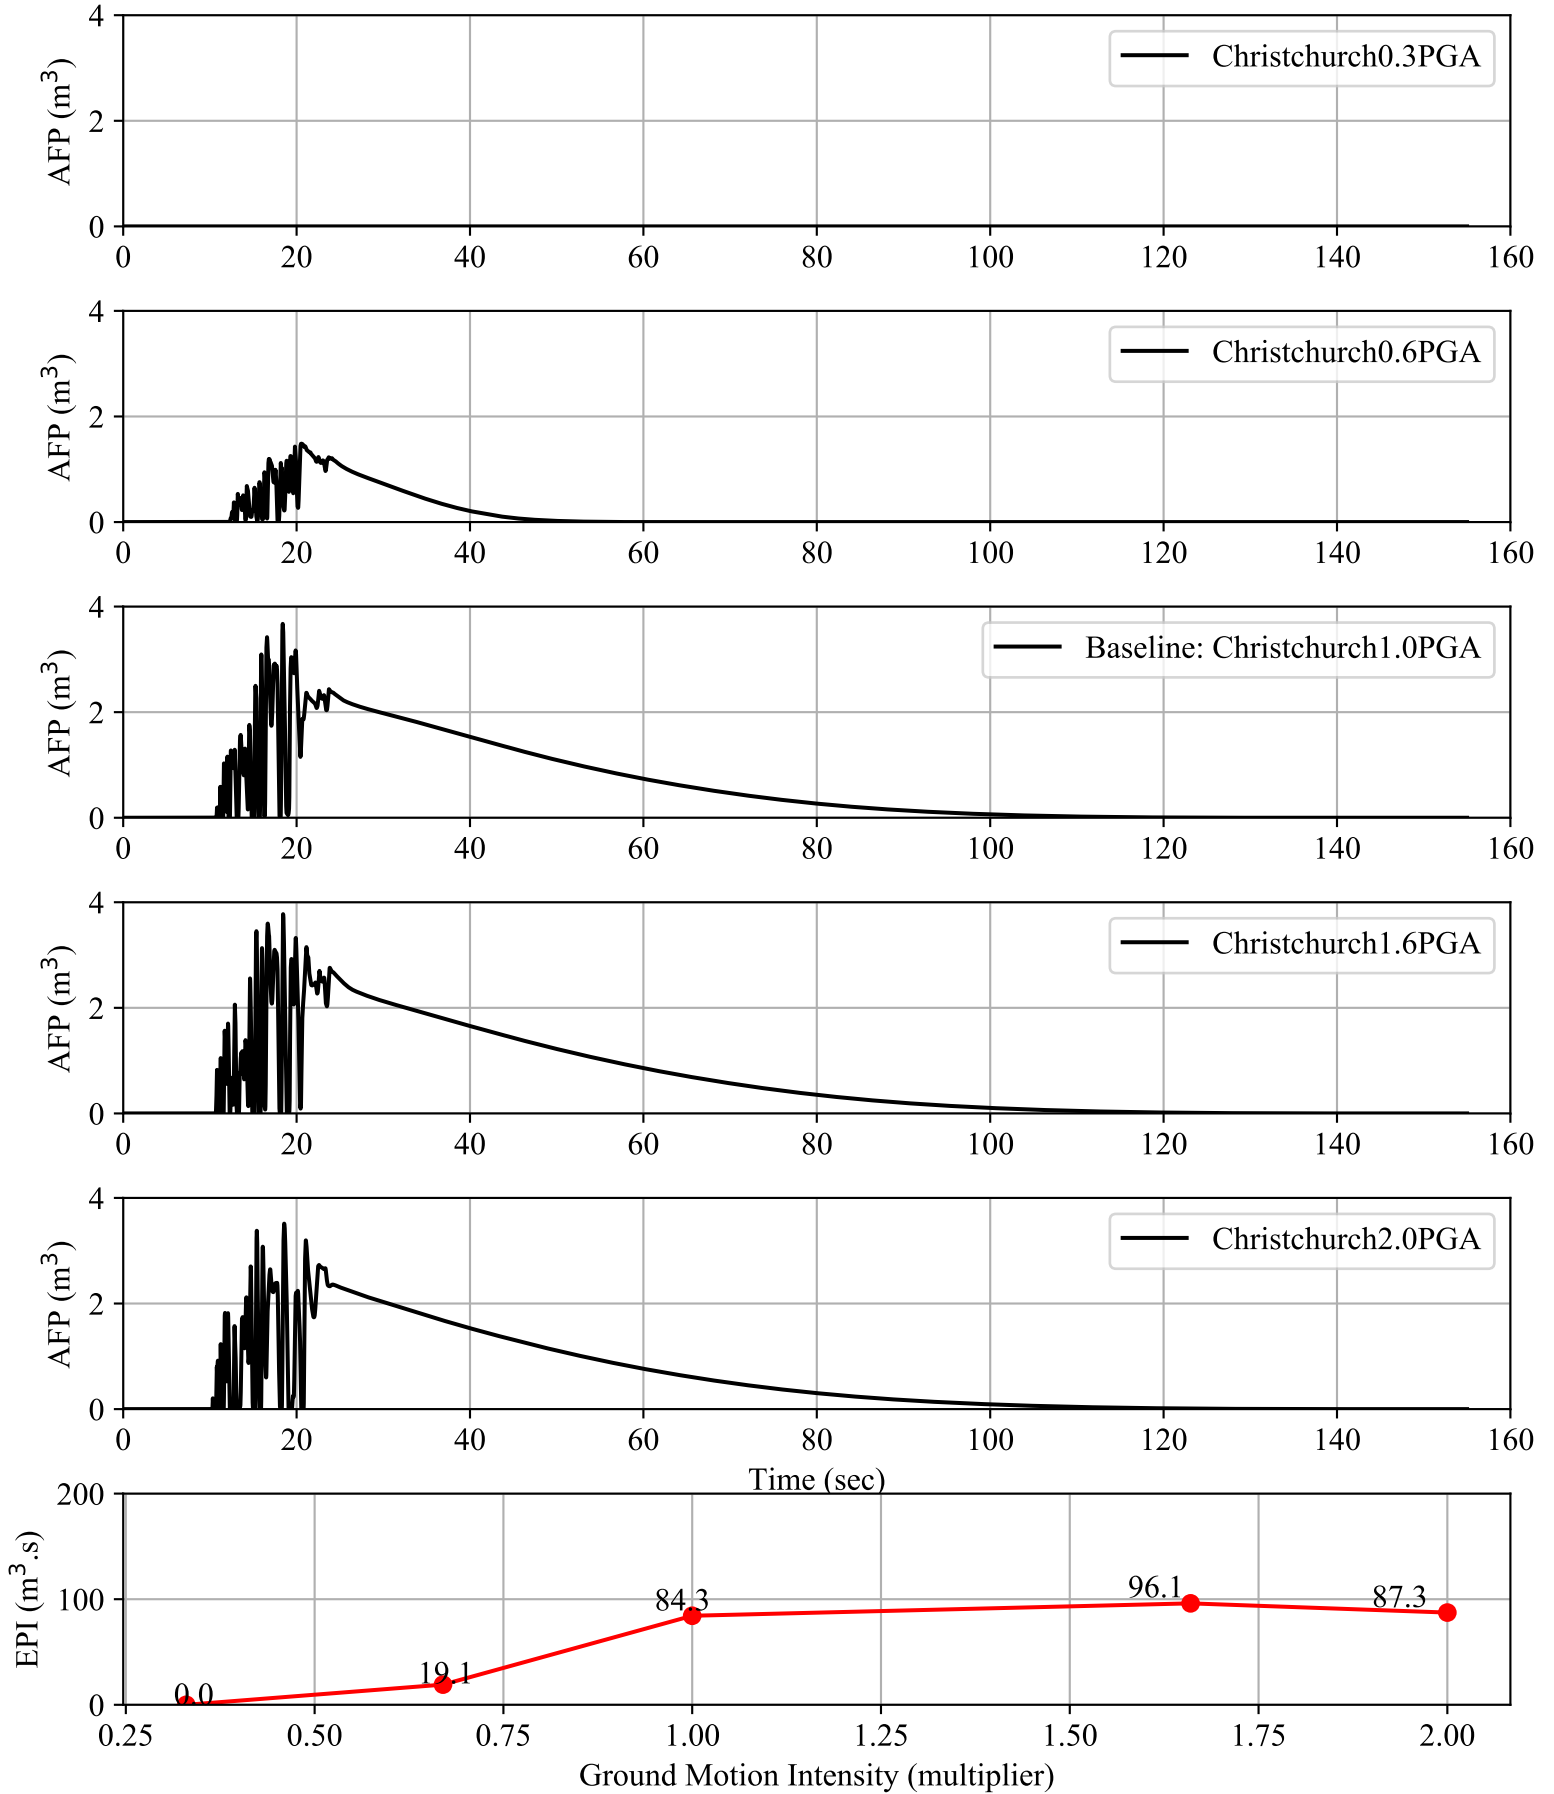 4
Christchurch0.3PGA
AFP (m³)
2
0
0 20 40 60 80 100 120 140 160
4
Christchurch0.6PGA
AFP (m³)
2
0
0 20 40 60 80 100 120 140 160
4
Baseline: Christchurch1.0PGA
AFP (m³)
2
0
0 20 40 60 80 100 120 140 160
4
Christchurch1.6PGA
AFP (m³)
2
0
0 20 40 60 80 100 120 140 160
4
Christchurch2.0PGA
AFP (m³)
2
0
0 20 40 60 80 100 120 140 160
Time (sec)
200
EPI (m³.s)
100
0
0.0
19.1
84.3
96.1
87.3
0.25 0.50 0.75 1.00 1.25 1.50 1.75 2.00
Ground Motion Intensity (multiplier)